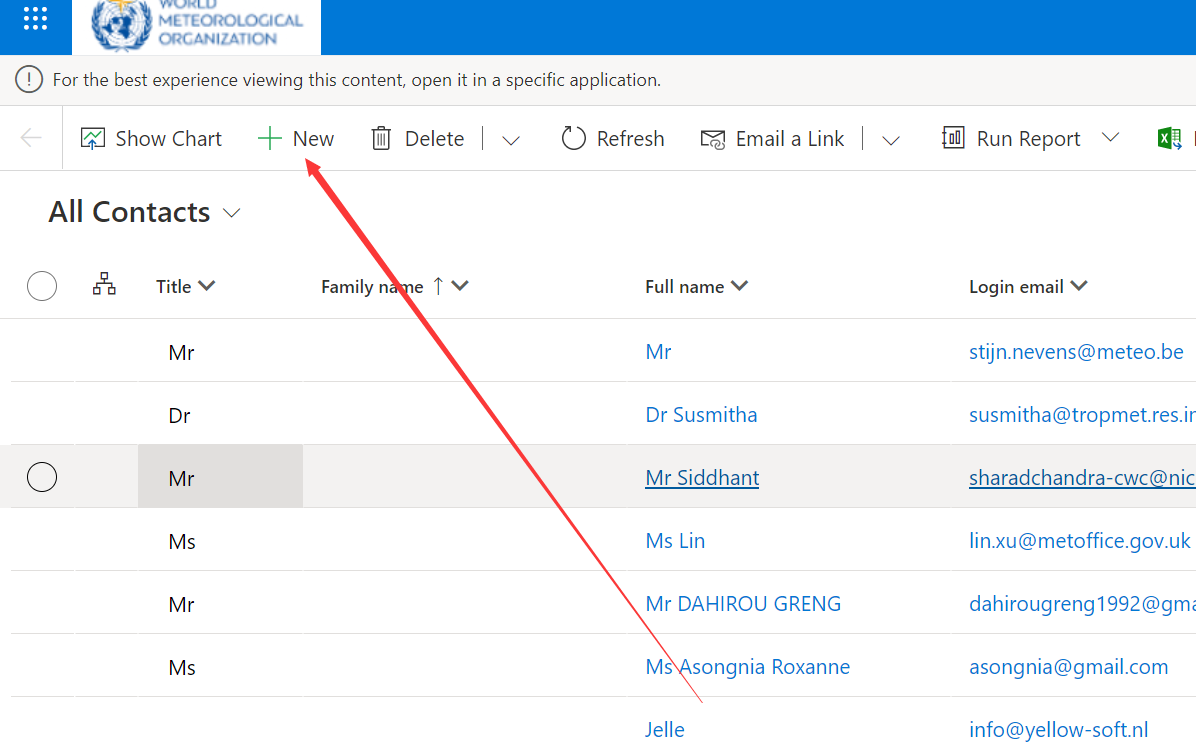 WORLD
METEOROLOGICAL
ORGANIZATION
For the best experience viewing this content, open it in a specific application.
Show Chart New Delete Refresh Email a Link Run Report
All Contacts
Title Family name Full name Login email
Mr Mr stijn.nevens@meteo.be
Dr Dr Susmitha susmitha@tropmet.res.in
Mr Mr Siddhant sharadchandra-cwc@nic
Ms Ms Lin lin.xu@metoffice.gov.uk
Mr Mr DAHIROU GRENG dahirougreng1992@gma
Ms Ms Asongnia Roxanne asongnia@gmail.com
Jelle info@yellow-soft.nl